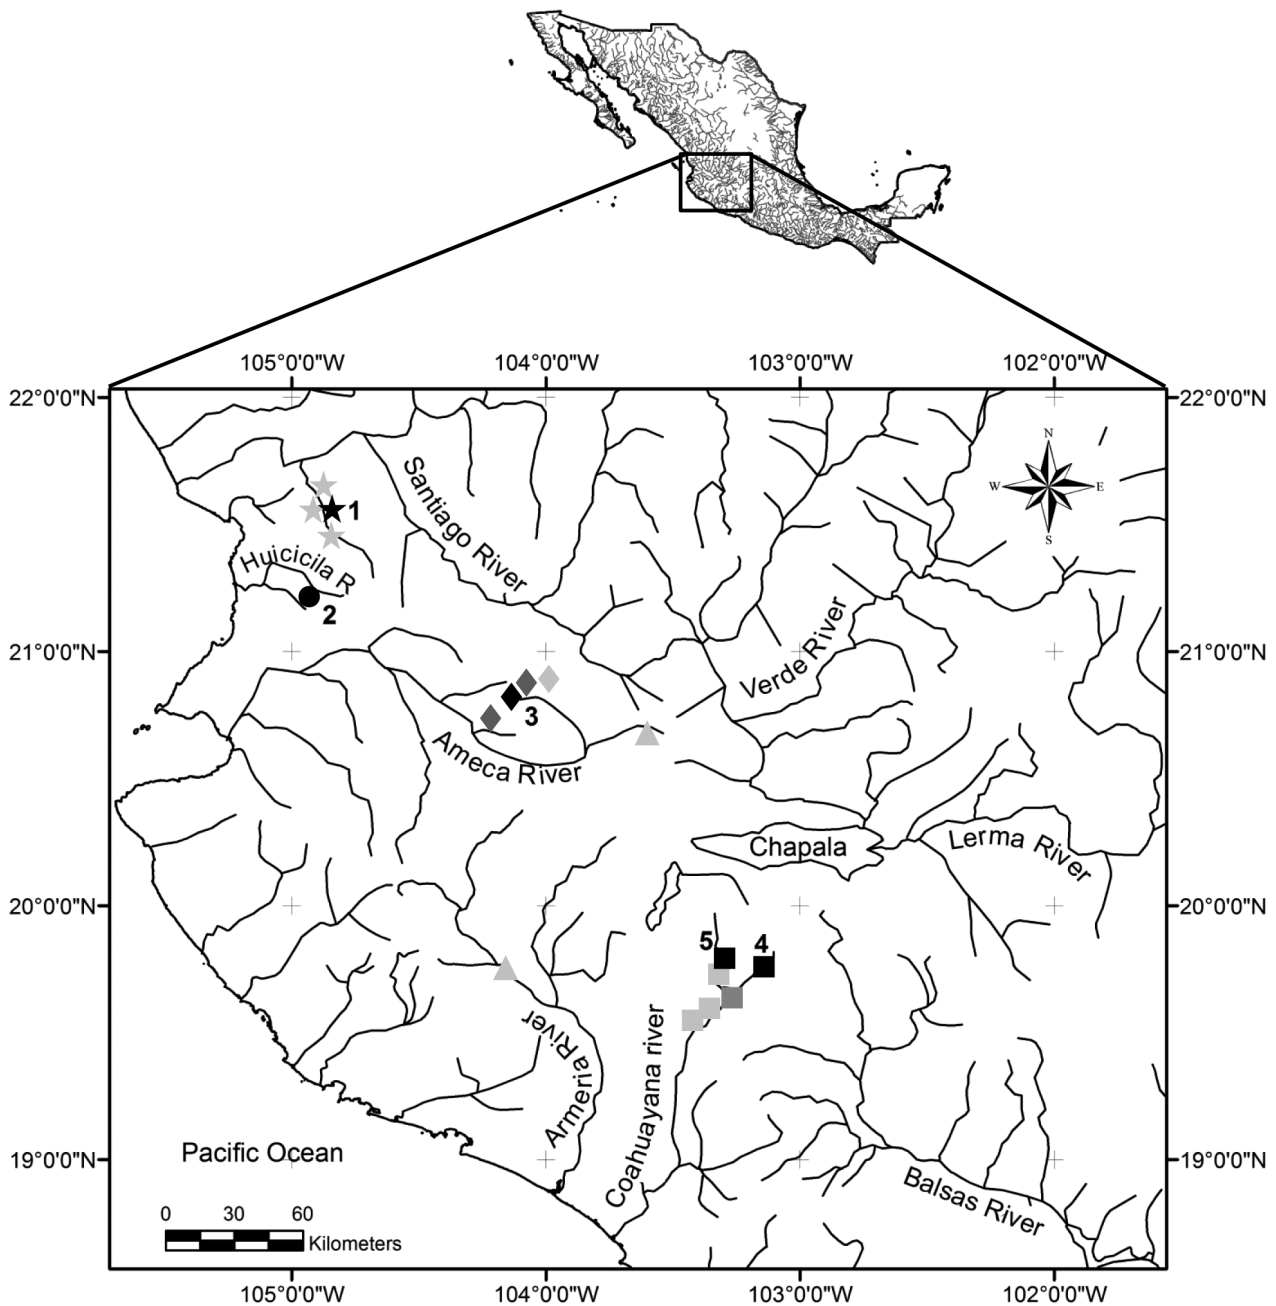 105°0'0"W 104°0'0"W 103°0'0"W 102°0'0"W
22°0'0"N 22°0'0"N
N
W E
S
Santiago River
1
Huicicila R
2
21°0'0"N 21°0'0"N
Verde River
3
Ameca River
Chapala
Lerma River
20°0'0"N 20°0'0"N
5 4
Armeria River
Coahuayana river
Pacific Ocean
19°0'0"N 19°0'0"N
Balsas River
0 30 60
Kilometers
105°0'0"W 104°0'0"W 103°0'0"W 102°0'0"W